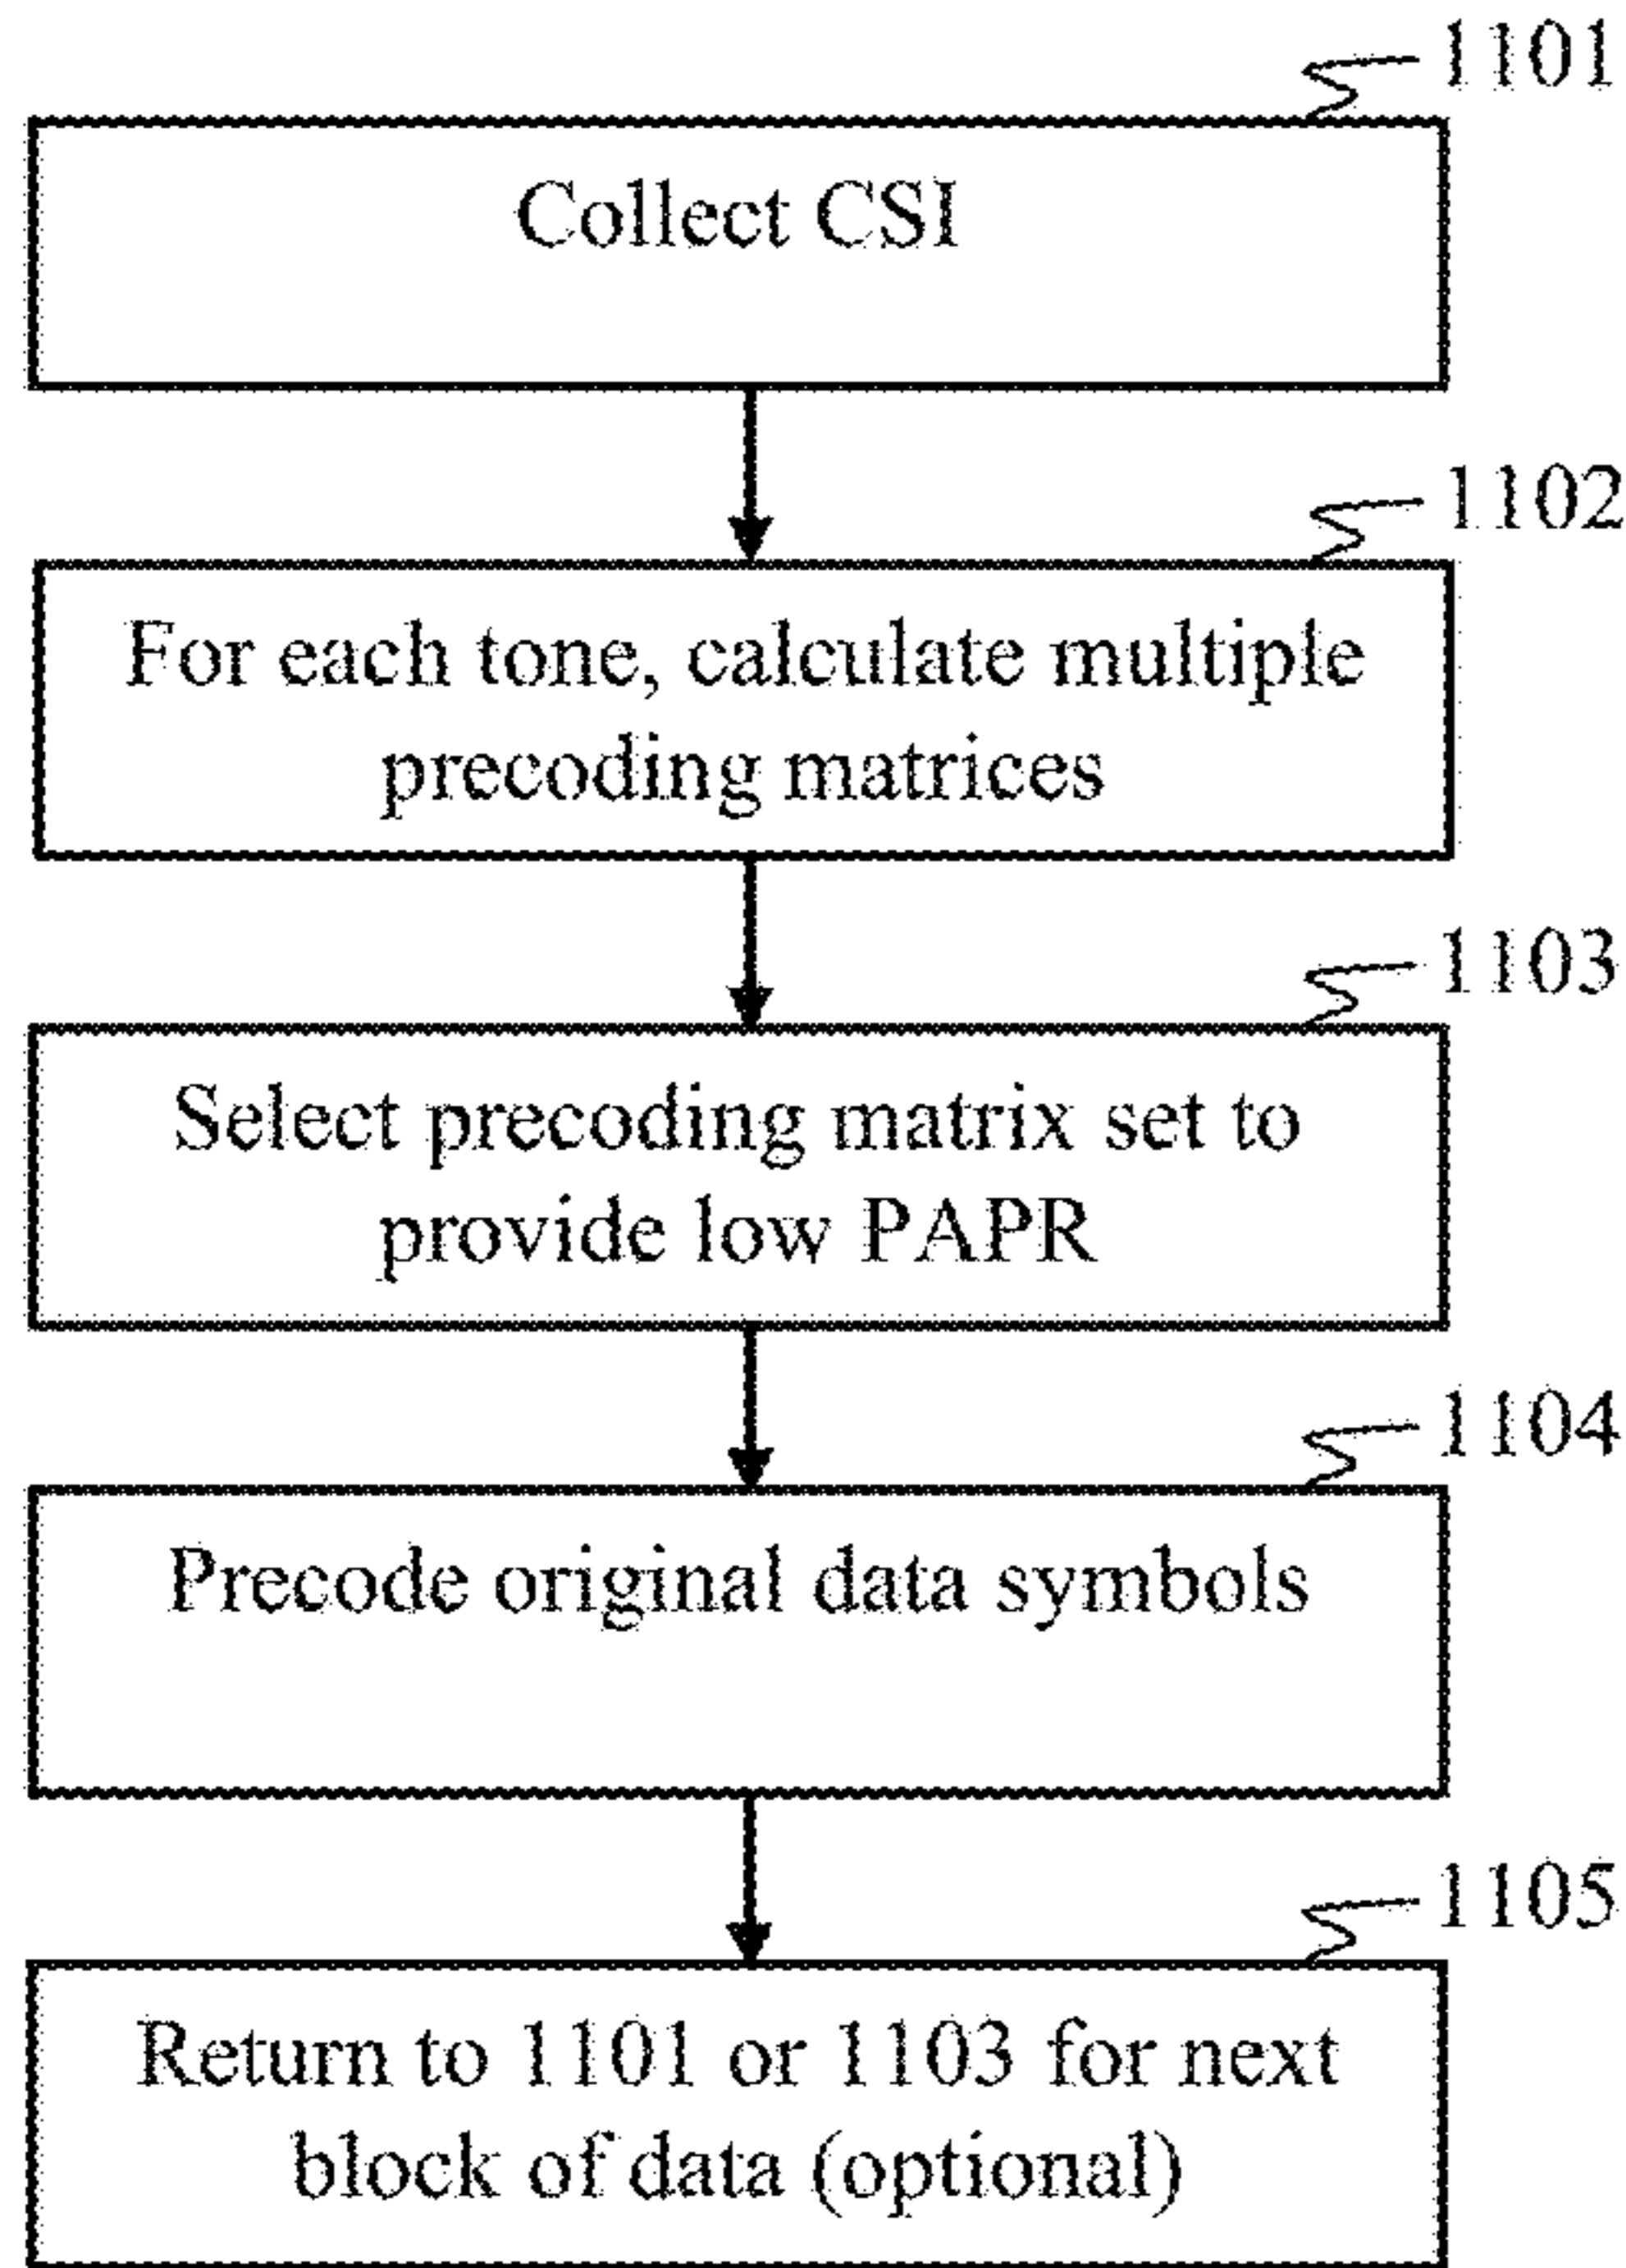 1101
Collect CSI
1102
For each tone, calculate multiple
precoding matrices
1103
Select precoding matrix set to
provide low PAPR
1104
Precode original data symbols
1105
Return to 1101 or 1103 for next
block of data (optional)